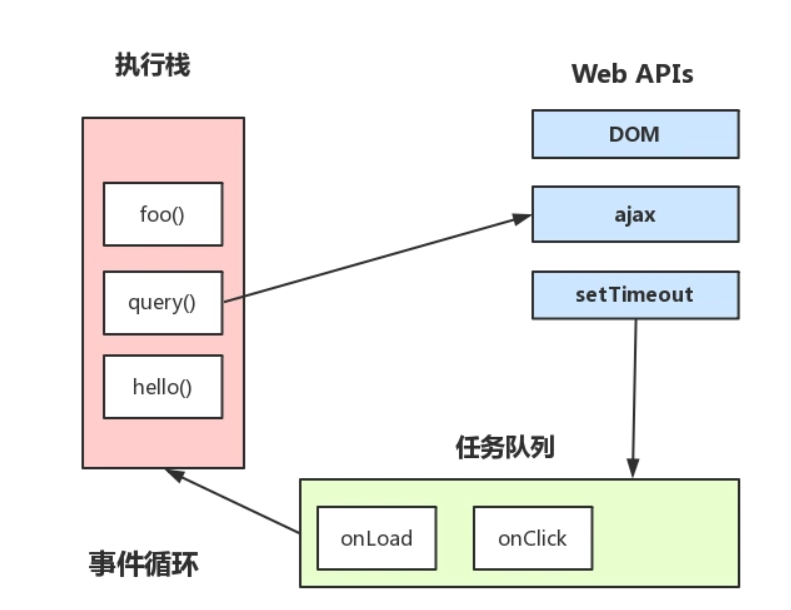 执行栈
Web APIs
DOM
foo()
ajax
query()
setTimeout
hello()
任务队列
onLoad
onClick
事件循环